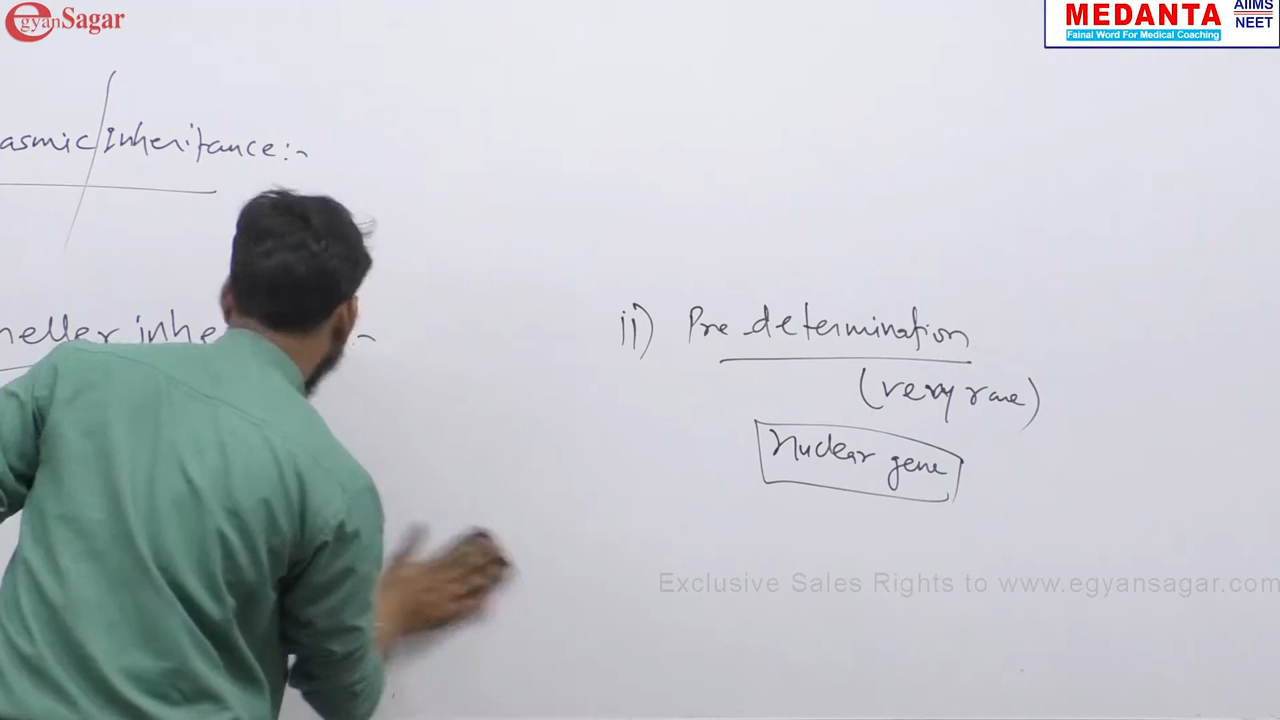 egyanSagar
MEDANTA
AIIMS
NEET
Fainal Word For Medical Coaching
asmic/Inheritance:-
heller inhe
ii) Pre determination
(very rare)
Nuclear gene
Exclusive Sales Rights to www.egyansagar.com